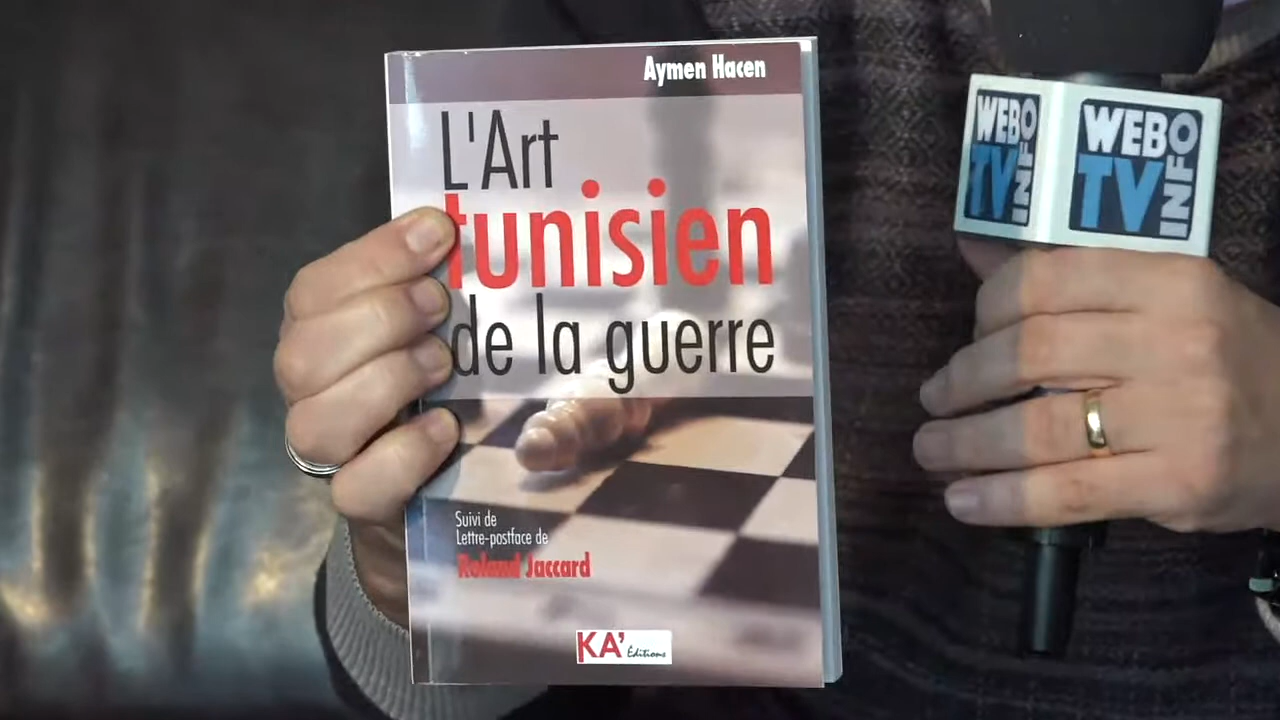 Aymen Hacen
L'Art
tunisien
de la guerre
Suivi de
Lettre-postface de
Roland Jaccard
KA' Éditions
WEBO
TV
INFO
WEBO
TV
INFO